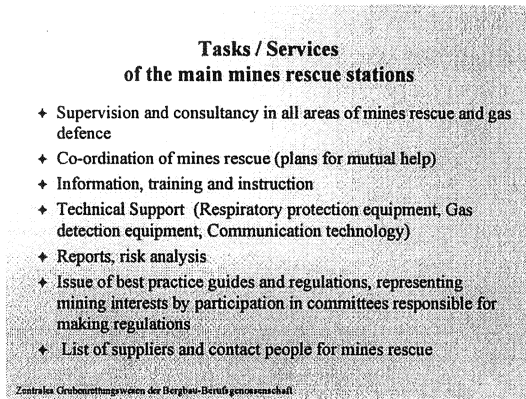 Tasks / Services
of the main mines rescue stations
✦ Supervision and consultancy in all areas of mines rescue and gas
defence
✦ Co-ordination of mines rescue (plans for mutual help)
✦ Information, training and instruction
✦ Technical Support (Respiratory protection equipment, Gas
detection equipment, Communication technology)
✦ Reports, risk analysis
✦ Issue of best practice guides and regulations, representing
mining interests by participation in committees responsible for
making regulations
✦ List of suppliers and contact people for mines rescue
Zentrales Grubenrettungswesen der Bergbau-Berufsgenossenschaft